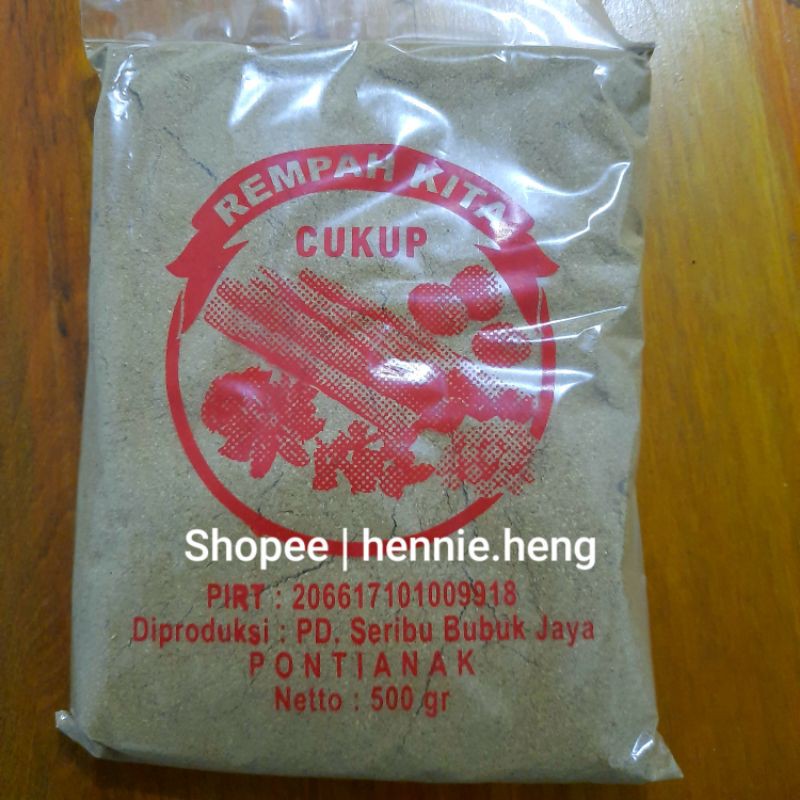 REMPAH KITA
CUKUP
Shopee | hennie.heng
PIRT : 206617101009918
Diproduksi : PD. Seribu Bubuk Jaya
PONTIANAK
Netto : 500 gr